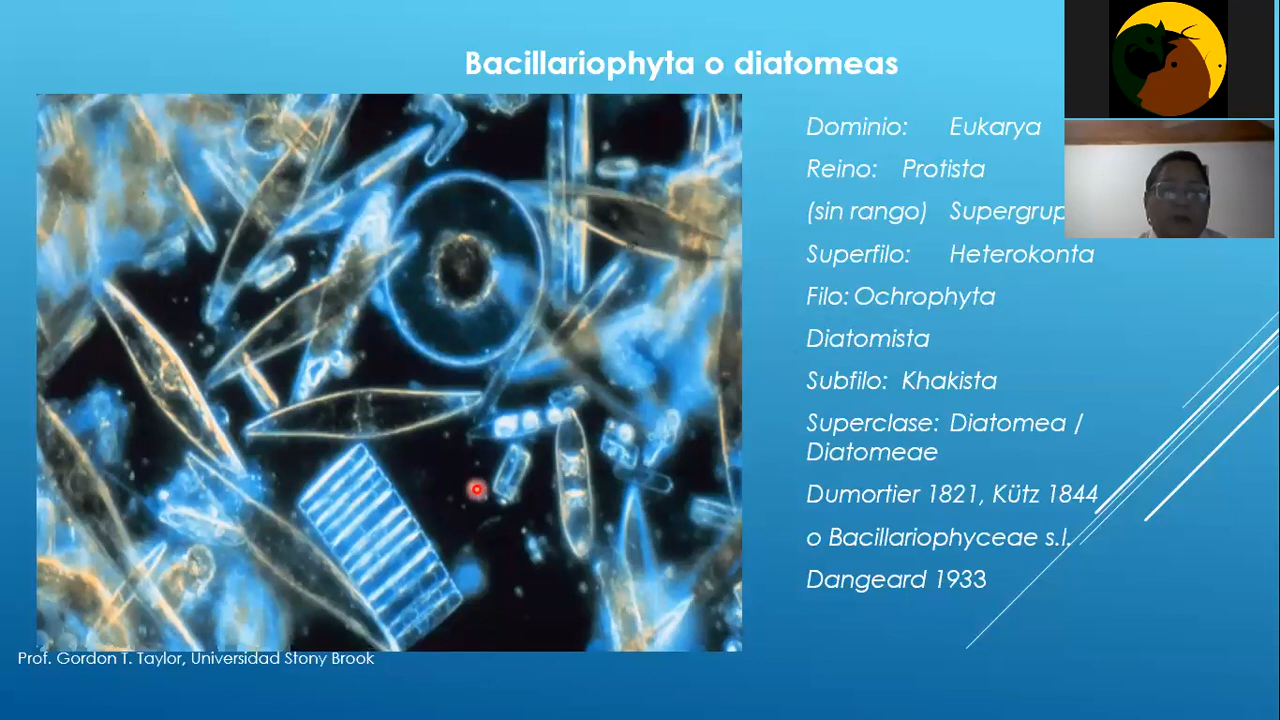 Bacillariophyta o diatomeas
Dominio: Eukarya
Reino: Protista
(sin rango)
Superfilo: Heterokonta
Filo: Ochrophyta
Diatomista
Subfilo: Khakista
Superclase: Diatomea /
Diatomeae
Dumortier 1821, Kütz 1844
o Bacillariophyceae s.l.
Dangeard 1933
Prof. Gordon T. Taylor, Universidad Stony Brook